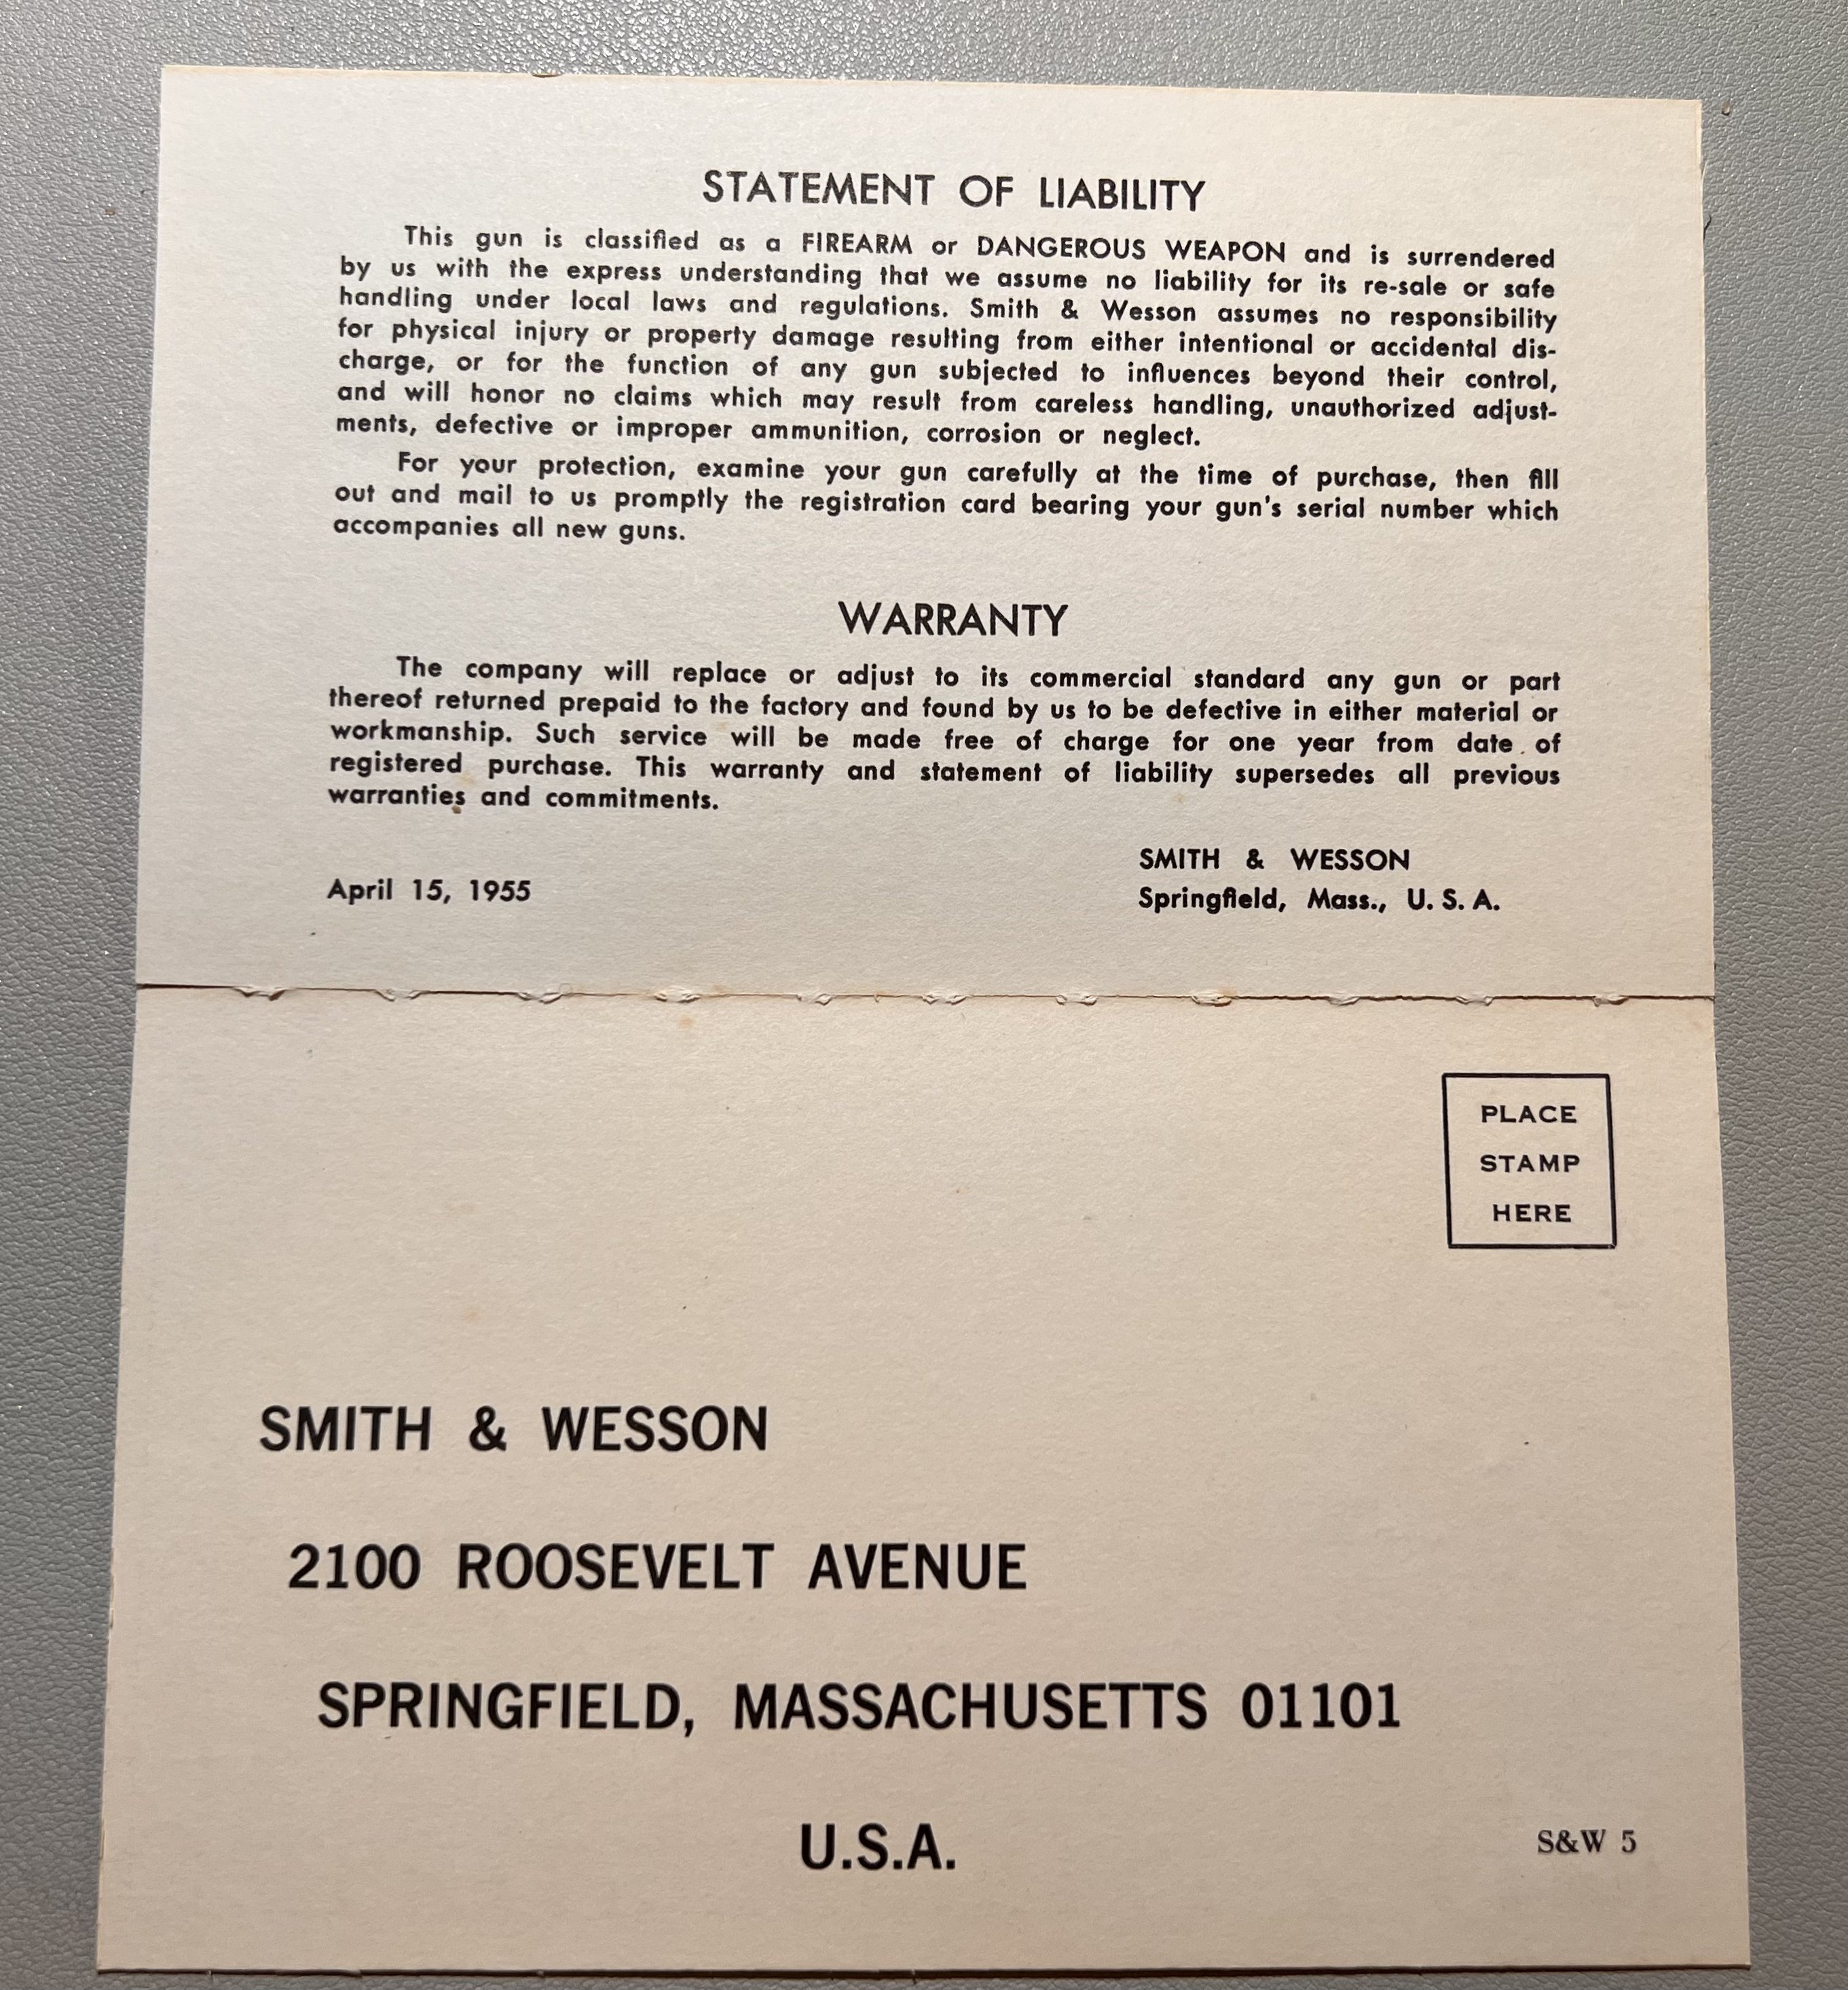 STATEMENT OF LIABILITY
This gun is classified as a FIREARM or DANGEROUS WEAPON and is surrendered
by us with the express understanding that we assume no liability for its re-sale or safe
handling under local laws and regulations. Smith & Wesson assumes no responsibility
for physical injury or property damage resulting from either intentional or accidental dis-
charge, or for the function of any gun subjected to influences beyond their control,
and will honor no claims which may result from careless handling, unauthorized adjust-
ments, defective or improper ammunition, corrosion or neglect.
For your protection, examine your gun carefully at the time of purchase, then fill
out and mail to us promptly the registration card bearing your gun's serial number which
accompanies all new guns.
WARRANTY
The company will replace or adjust to its commercial standard any gun or part
thereof returned prepaid to the factory and found by us to be defective in either material or
workmanship. Such service will be made free of charge for one year from date of
registered purchase. This warranty and statement of liability supersedes all previous
warranties and commitments.
SMITH & WESSON
April 15, 1955
Springfield, Mass., U. S. A.
PLACE
STAMP
HERE
SMITH & WESSON
2100 ROOSEVELT AVENUE
SPRINGFIELD, MASSACHUSETTS 01101
U.S.A.
S&W 5